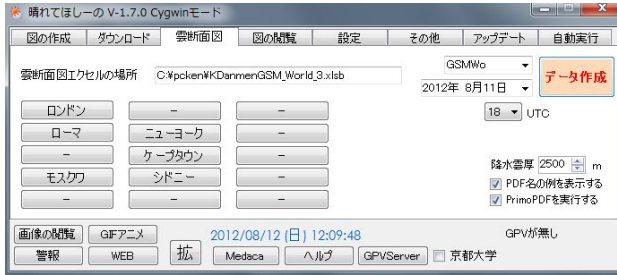 晴れてほしーの V-1.7.0 Cygwinモード
図の作成 ダウンロード 雲断面図 図の閲覧 設定 その他 アップデート 自動実行
雲断面図エクセルの場所 C:¥pcken¥KDanmenGSM_World_3.xlsb GSMWo データ作成
2012年 8月11日
ロンドン - - 18 UTC
ローマ ニューヨーク -
- ケープタウン - 降水雲厚 2500 m
モスクワ シドニー - PDF名の例を表示する
- - - PrimoPDFを実行する
画像の閲覧 GIFアニメ 拡 2012/08/12 (日) 12:09:48 GPVが無し
警報 WEB Medaca ヘルプ GPVServer 京都大学